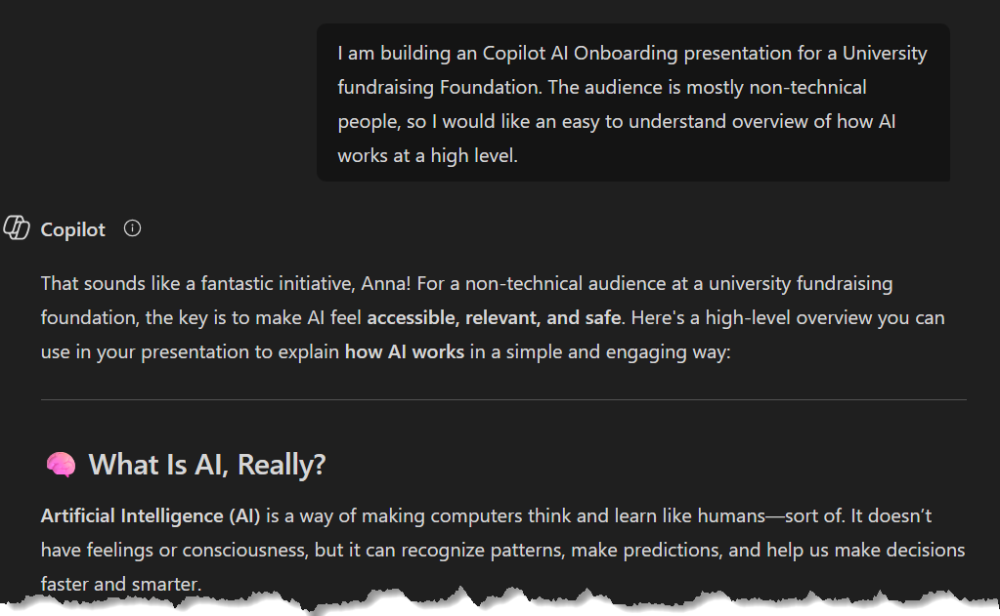 I am building an Copilot AI Onboarding presentation for a University
fundraising Foundation. The audience is mostly non-technical
people, so I would like an easy to understand overview of how AI
works at a high level.
Copilot
That sounds like a fantastic initiative, Anna! For a non-technical audience at a university fundraising
foundation, the key is to make AI feel accessible, relevant, and safe. Here's a high-level overview you can
use in your presentation to explain how AI works in a simple and engaging way:
What Is AI, Really?
Artificial Intelligence (AI) is a way of making computers think and learn like humans—sort of. It doesn't
have feelings or consciousness, but it can recognize patterns, make predictions, and help us make decisions
faster and smarter.